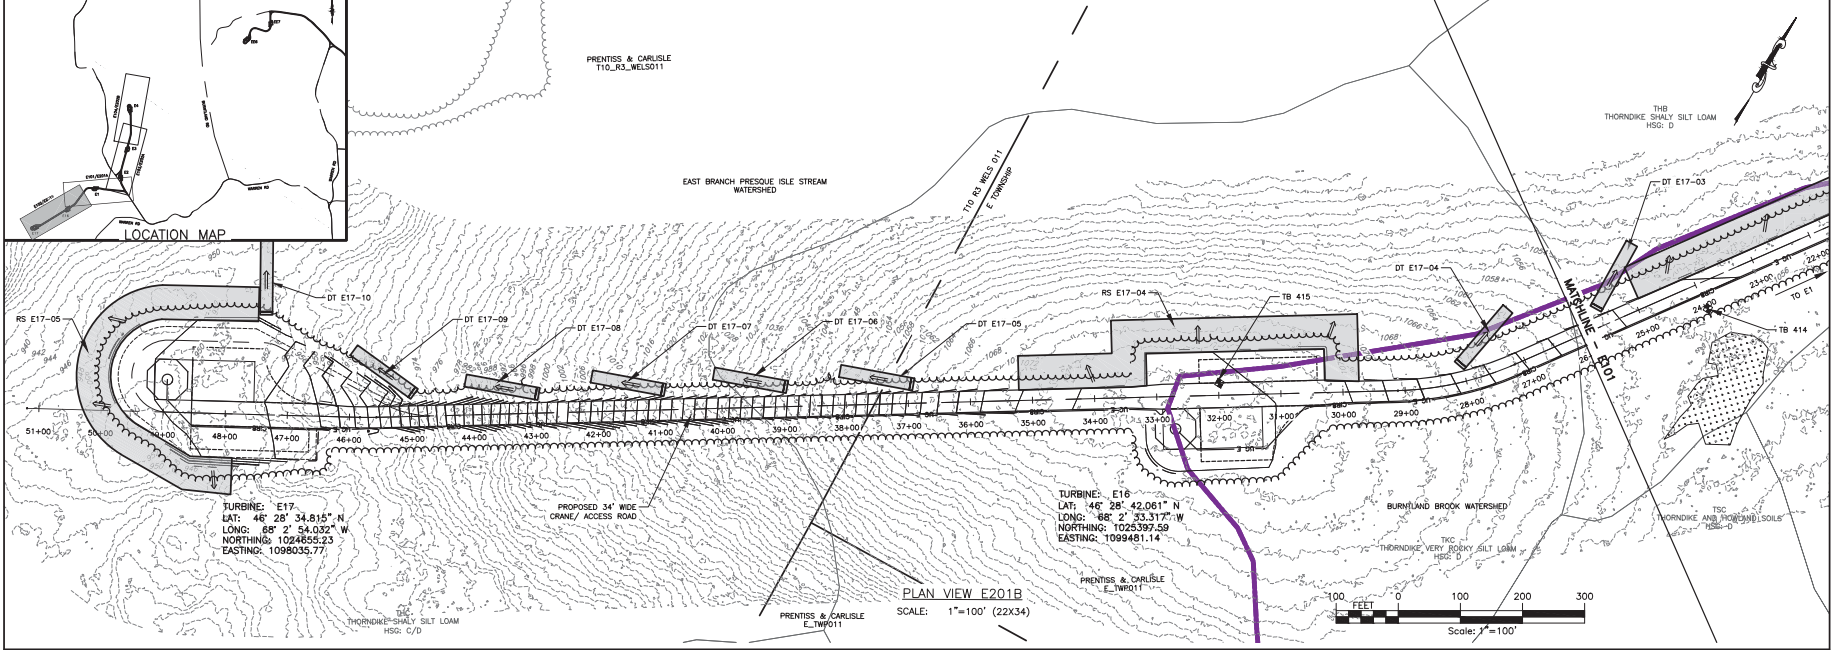 LOCATION MAP
PRENTISS & CARLISLE
T10_R3_WELS011
EAST BRANCH PRESQUE ISLE STREAM
WATERSHED
T10 R3 WELS 011
E TOWNSHIP
THB
THORNDIKE SHALY SILT LOAM
HSG: D
DT E17-03
DT E17-04
RS E17-04
TB 415
MATCHLINE E101
TO E1
TB 414
RS E17-05
DT E17-10
DT E17-09
DT E17-08
DT E17-07
DT E17-06
DT E17-05
51+00
50+00
49+00
48+00
47+00
46+00
45+00
44+00
43+00
42+00
41+00
40+00
39+00
38+00
37+00
36+00
35+00
34+00
33+00
32+00
31+00
30+00
29+00
28+00
27+00
25+00
24+00
23+00
22+00
TURBINE: E17
LAT: 46° 28' 34.815" N
LONG: 68° 2' 54.032" W
NORTHING: 1024655.23
EASTING: 1098035.77
PROPOSED 34' WIDE
CRANE/ ACCESS ROAD
TURBINE: E16
LAT: 46° 28' 42.061" N
LONG: 68° 2' 33.317" W
NORTHING: 1025397.59
EASTING: 1099481.14
BURNTLAND BROOK WATERSHED
TSC
THORNDIKE AND HOWLAND SOILS
HSG: D
TKC
THORNDIKE VERY ROCKY SILT LOAM
HSG: D
PRENTISS & CARLISLE
E_TWP011
PLAN VIEW E201B
SCALE: 1"=100' (22X34)
PRENTISS & CARLISLE
E_TWP011
THORNDIKE SHALY SILT LOAM
HSG: C/D
100 0 100 200 300
FEET
Scale: 1"=100'